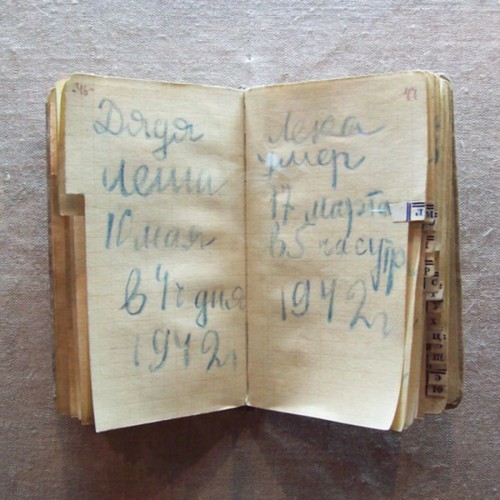 Дядя
Леша
10 мая
в 4 ч дня
1942 г
Лека
умер
17 марта
в 5 час утр
1942
г